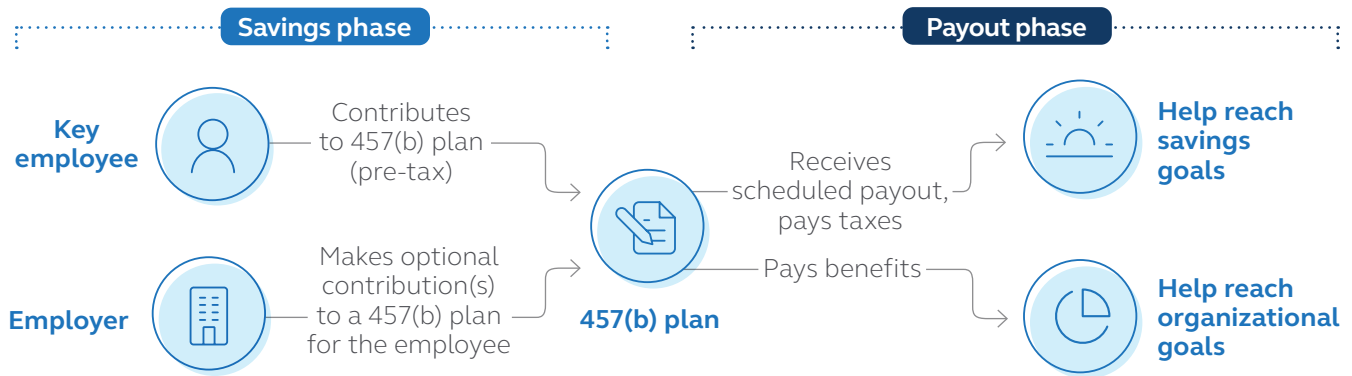 Savings phase
Payout phase
Key
employee
Contributes
to 457(b) plan
(pre-tax)
Employer
Makes optional
contribution(s)
to a 457(b) plan
for the employee
457(b) plan
Receives
scheduled payout,
pays taxes
Pays benefits
Help reach
savings
goals
Help reach
organizational
goals